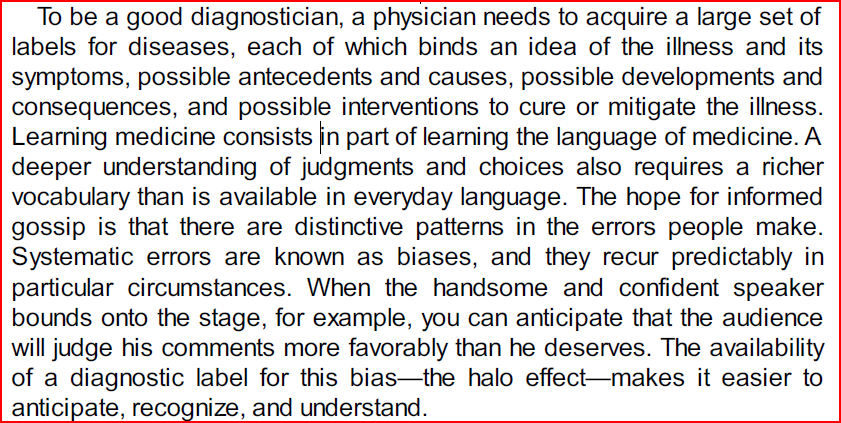 To be a good diagnostician, a physician needs to acquire a large set of
labels for diseases, each of which binds an idea of the illness and its
symptoms, possible antecedents and causes, possible developments and
consequences, and possible interventions to cure or mitigate the illness.
Learning medicine consists in part of learning the language of medicine. A
deeper understanding of judgments and choices also requires a richer
vocabulary than is available in everyday language. The hope for informed
gossip is that there are distinctive patterns in the errors people make.
Systematic errors are known as biases, and they recur predictably in
particular circumstances. When the handsome and confident speaker
bounds onto the stage, for example, you can anticipate that the audience
will judge his comments more favorably than he deserves. The availability
of a diagnostic label for this bias—the halo effect—makes it easier to
anticipate, recognize, and understand.